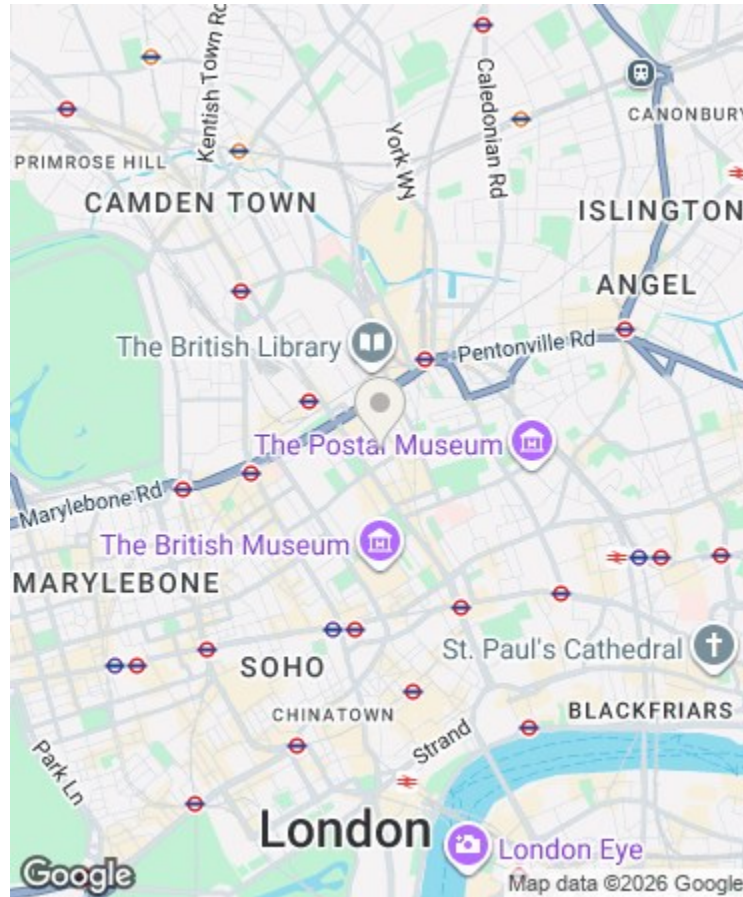 Kentish Town Rd
Caledonian Rd
York Wy
CANONBURY
PRIMROSE HILL
CAMDEN TOWN
ISLINGTON
ANGEL
The British Library
Pentonville Rd
The Postal Museum
Marylebone Rd
The British Museum
MARYLEBONE
St. Paul's Cathedral
SOHO
CHINATOWN
BLACKFRIARS
Strand
Park Ln
London
London Eye
Google
Map data ©2026 Google